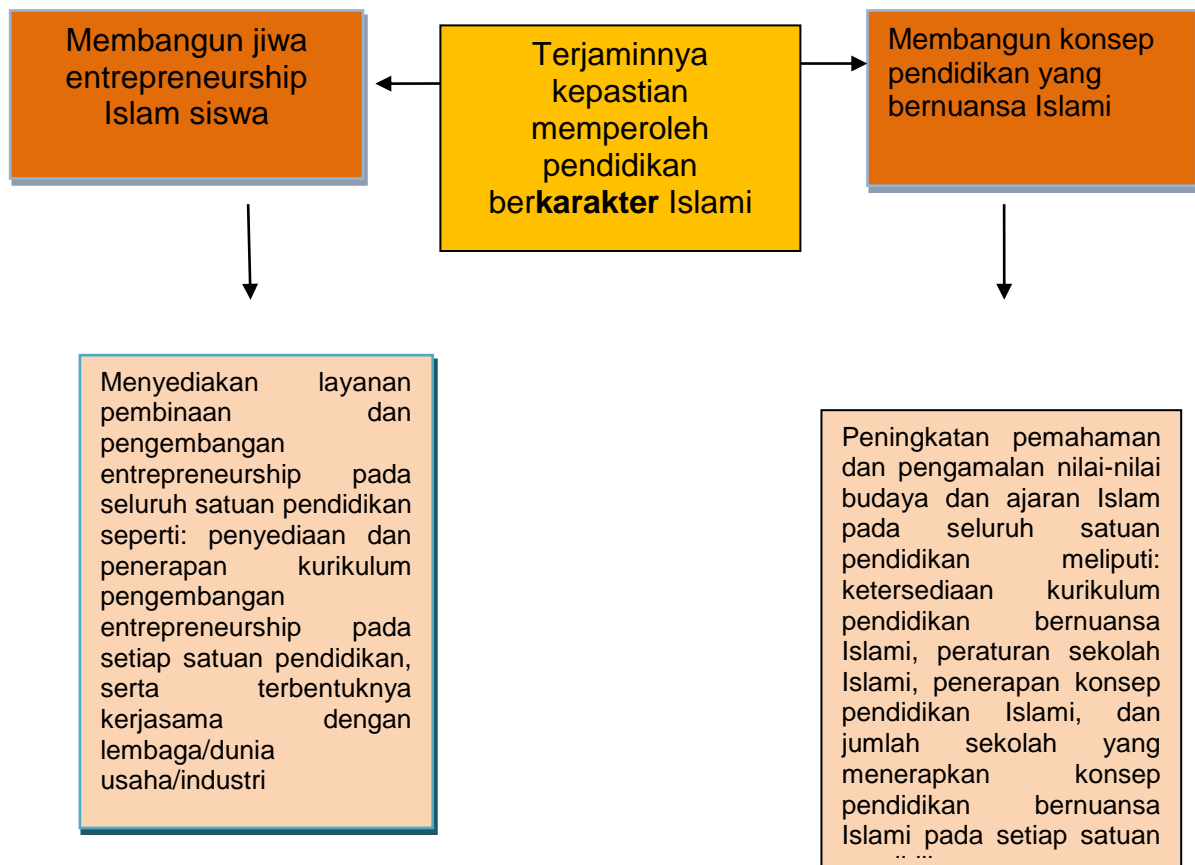 Membangun jiwa
entrepreneurship
Islam siswa
Terjaminnya
kepastian
memperoleh
pendidikan
berkarakter Islami
Membangun konsep
pendidikan yang
bernuansa Islami
Menyediakan layanan
pembinaan dan
pengembangan
entrepreneurship pada
seluruh satuan pendidikan
seperti: penyediaan dan
penerapan kurikulum
pengembangan
entrepreneurship pada
setiap satuan pendidikan,
serta terbentuknya
kerjasama dengan
lembaga/dunia
usaha/industri
Peningkatan pemahaman
dan pengamalan nilai-nilai
budaya dan ajaran Islam
pada seluruh satuan
pendidikan meliputi:
ketersediaan kurikulum
pendidikan bernuansa
Islami, peraturan sekolah
Islami, penerapan konsep
pendidikan Islami, dan
jumlah sekolah yang
menerapkan konsep
pendidikan bernuansa
Islami pada setiap satuan